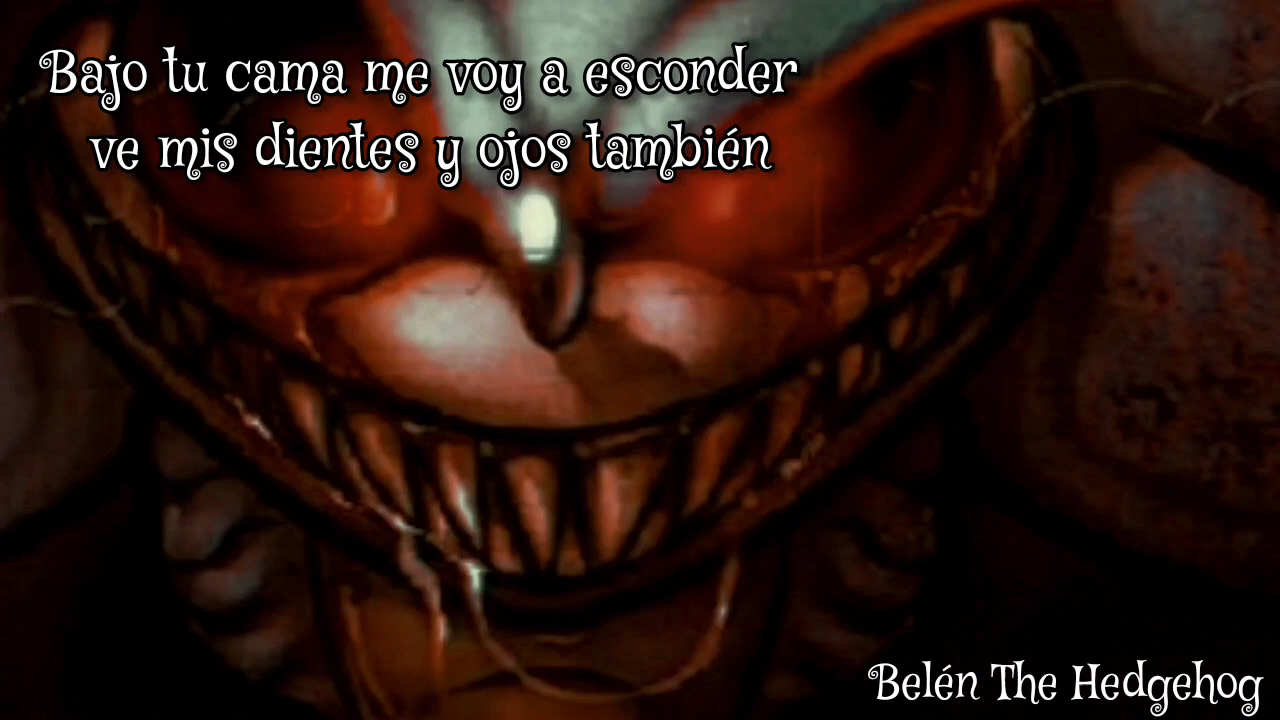 Bajo tu cama me voy a esconder
ve mis dientes y ojos también
Belén The Hedgehog